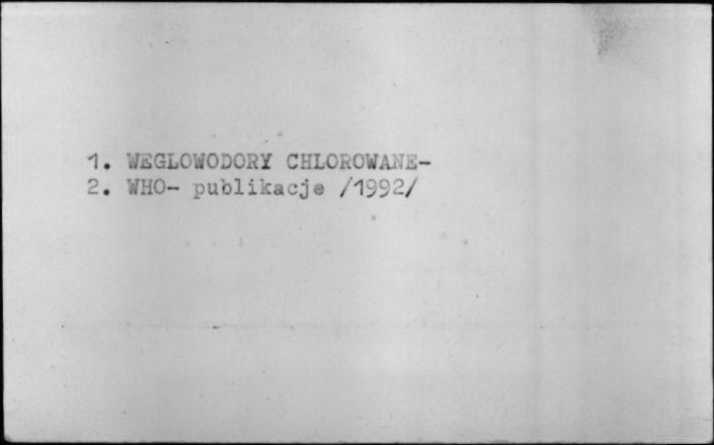 1. WEGLOWODORY CHLOROWANE-
2. WHO- publikacje /1992/